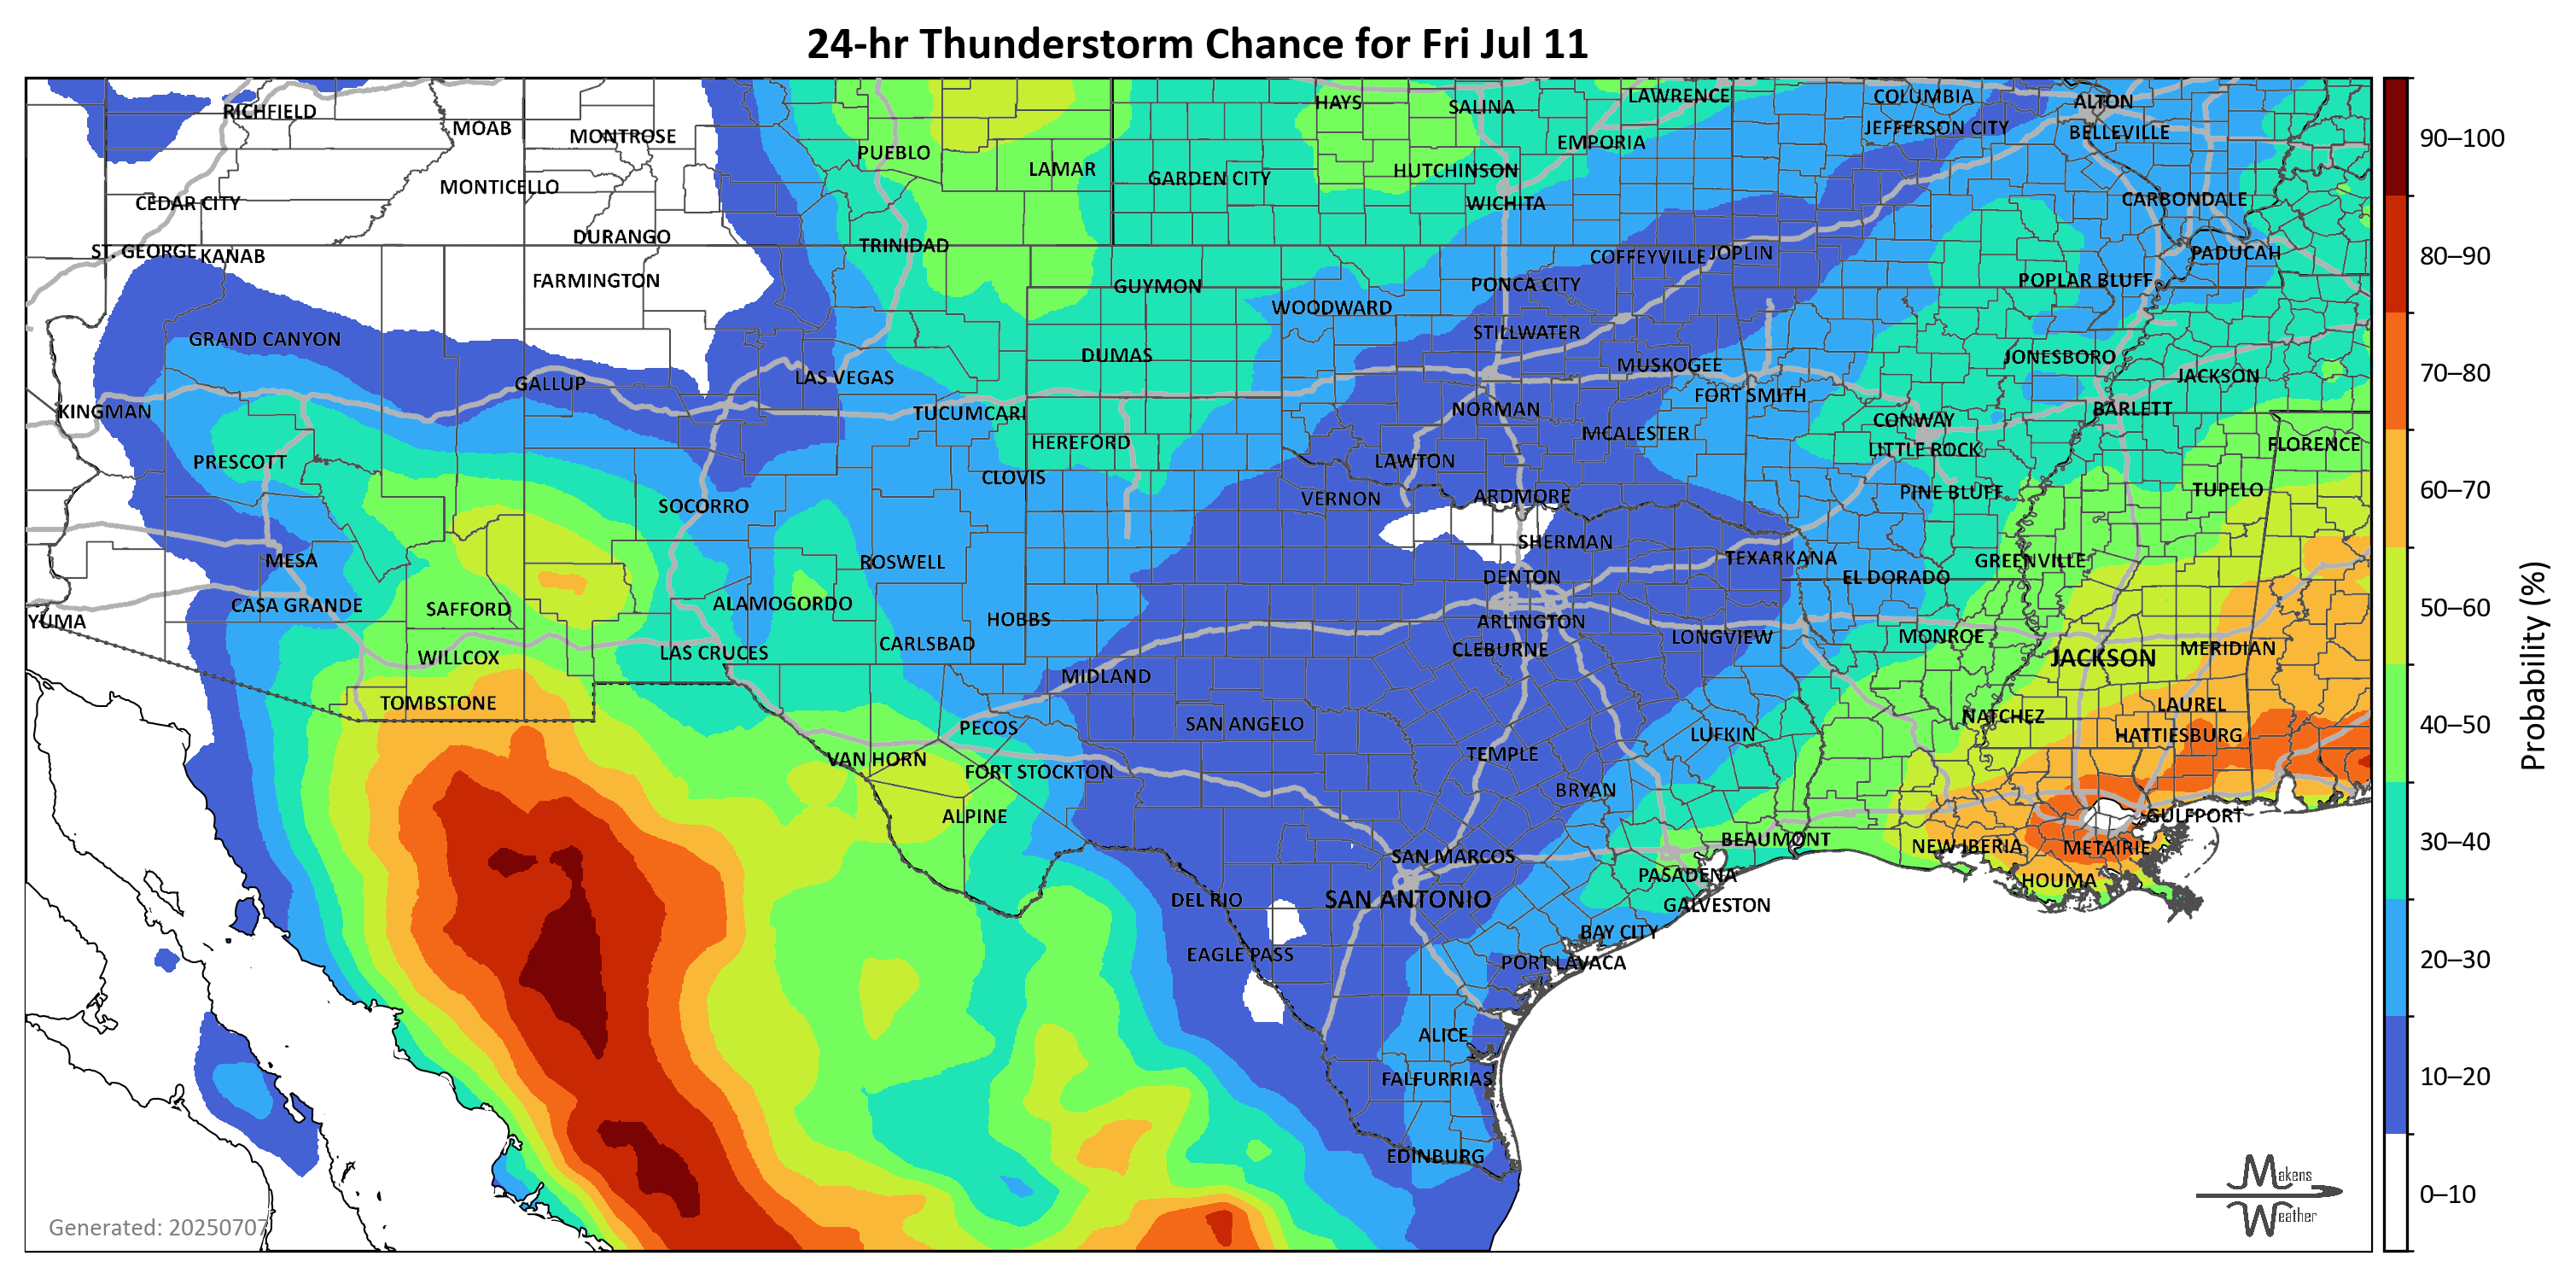 24-hr Thunderstorm Chance for Fri Jul 11
RICHFIELD
MOAB
MONTROSE
PUEBLO
LAMAR
GARDEN CITY
HAYS
SALINA
LAWRENCE
EMPORIA
HUTCHINSON
WICHITA
COLUMBIA
JEFFERSON CITY
ALTON
BELLEVILLE
CARBONDALE
MONTICELLO
CEDAR CITY
ST. GEORGE
KANAB
DURANGO
FARMINGTON
TRINIDAD
GUYMON
WOODWARD
PONCA CITY
COFFEYVILLE
JOPLIN
POPLAR BLUFF
PADUCAH
GRAND CANYON
STILLWATER
DUMAS
MUSKOGEE
JONESBORO
JACKSON
GALLUP
LAS VEGAS
TUCUMCARI
KINGMAN
NORMAN
FORT SMITH
BARLETT
CONWAY
MCALESTER
HEREFORD
LITTLE ROCK
FLORENCE
PRESCOTT
LAWTON
CLOVIS
VERNON
ARDMORE
PINE BLUFF
TUPELO
SOCORRO
SHERMAN
MESA
ROSWELL
TEXARKANA
GREENVILLE
DENTON
EL DORADO
CASA GRANDE
SAFFORD
ALAMOGORDO
YUMA
HOBBS
ARLINGTON
LONGVIEW
MONROE
CARLSBAD
CLEBURNE
WILLCOX
LAS CRUCES
JACKSON
MERIDIAN
MIDLAND
TOMBSTONE
LAUREL
NATCHEZ
PECOS
SAN ANGELO
LUFKIN
HATTIESBURG
VAN HORN
FORT STOCKTON
TEMPLE
BRYAN
ALPINE
GULFPORT
BEAUMONT
NEW IBERIA
METAIRIE
SAN MARCOS
PASADENA
HOUMA
DEL RIO
SAN ANTONIO
GALVESTON
BAY CITY
EAGLE PASS
PORT LAVACA
ALICE
FALFURRIAS
EDINBURG
Generated: 20250707
Makens
Weather
90–100
80–90
70–80
60–70
50–60
40–50
30–40
20–30
10–20
0–10
Probability (%)